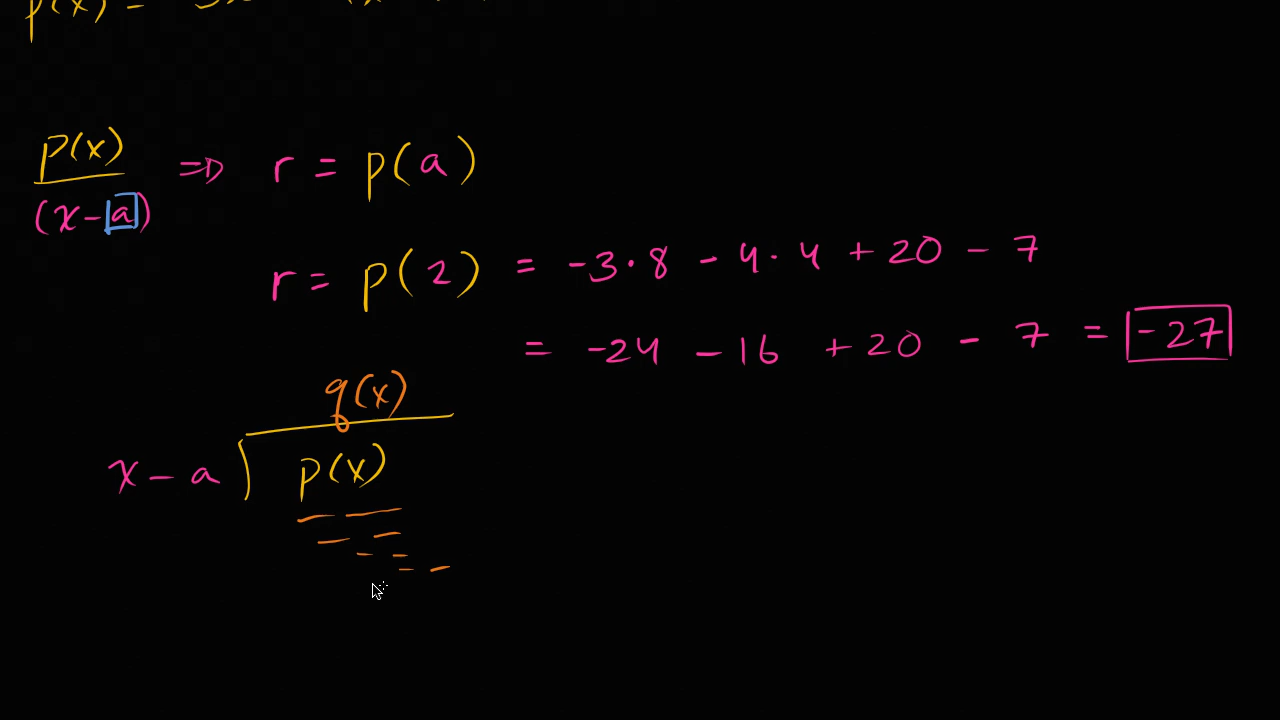 p(x) =
p(x)/(x-a) ⇒ r = p(a)
r = p(2) = -3·8 - 4·4 + 20 - 7
= -24 - 16 + 20 - 7 = -27
q(x)
x - a p(x)